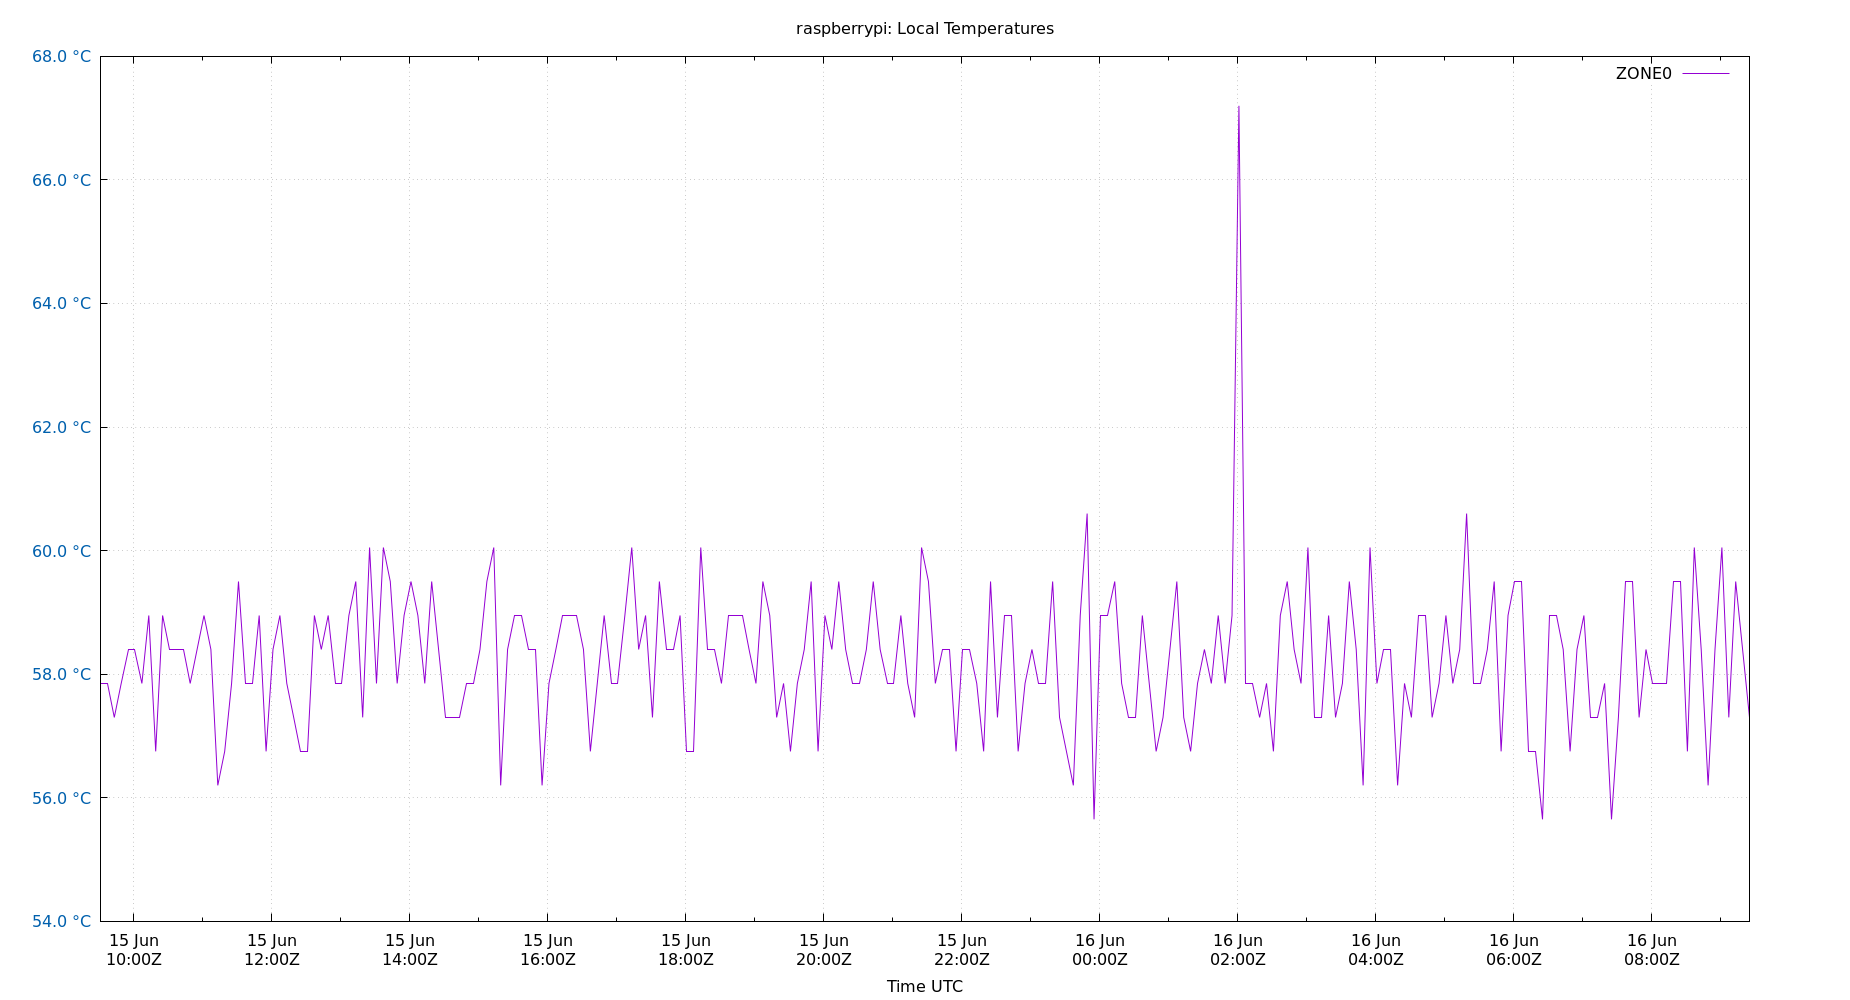 raspberrypi: Local Temperatures
68.0 °C
ZONE0
66.0 °C
64.0 °C
62.0 °C
60.0 °C
58.0 °C
56.0 °C
54.0 °C
15 Jun 15 Jun 15 Jun 15 Jun 15 Jun 15 Jun 15 Jun 16 Jun 16 Jun 16 Jun 16 Jun 16 Jun
10:00Z 12:00Z 14:00Z 16:00Z 18:00Z 20:00Z 22:00Z 00:00Z 02:00Z 04:00Z 06:00Z 08:00Z
Time UTC